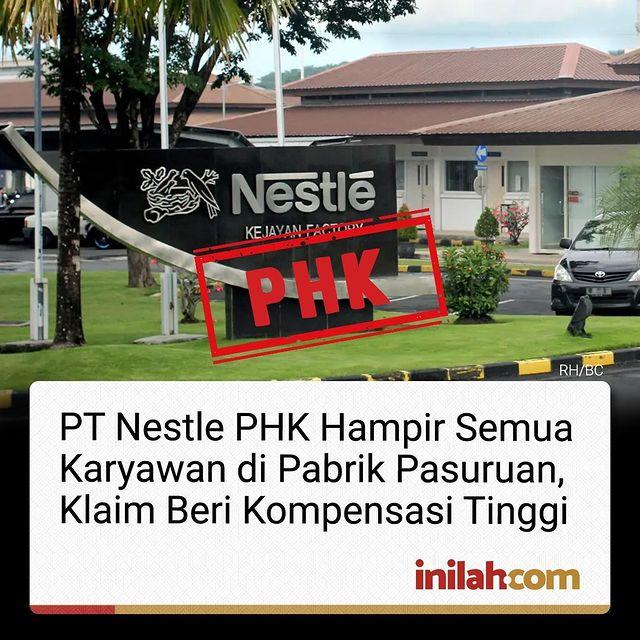 Nestlé
KEJAYAN FACTORY
PHK
RH/BC
PT Nestle PHK Hampir Semua
Karyawan di Pabrik Pasuruan,
Klaim Beri Kompensasi Tinggi
inilah.com